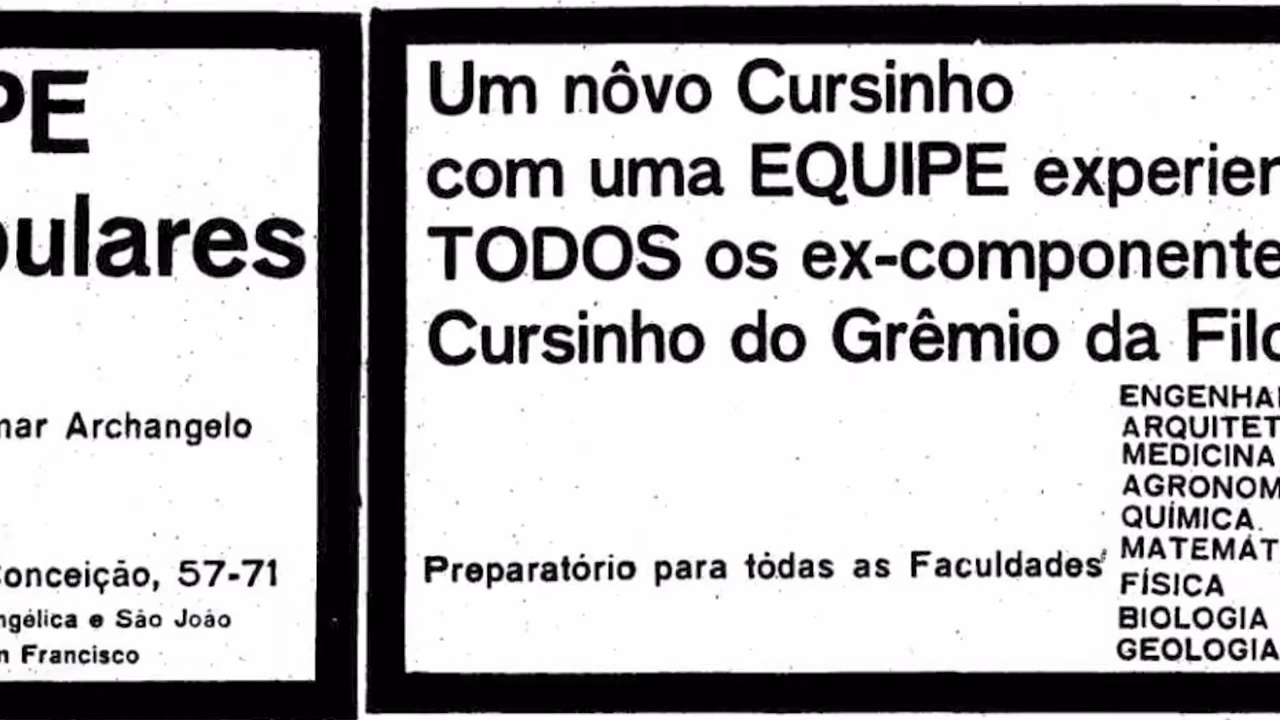 PE
pulares
mar Archangelo
Conceição, 57-71
ngélica e São João
n Francisco
Um nôvo Cursinho
com uma EQUIPE experien
TODOS os ex-componente
Cursinho do Grêmio da Filo
ENGENHA
ARQUITET
MEDICINA
AGRONOM
QUÍMICA
MATEMÁT
Preparatório para tôdas as Faculdades
FÍSICA
BIOLOGIA
GEOLOGIA